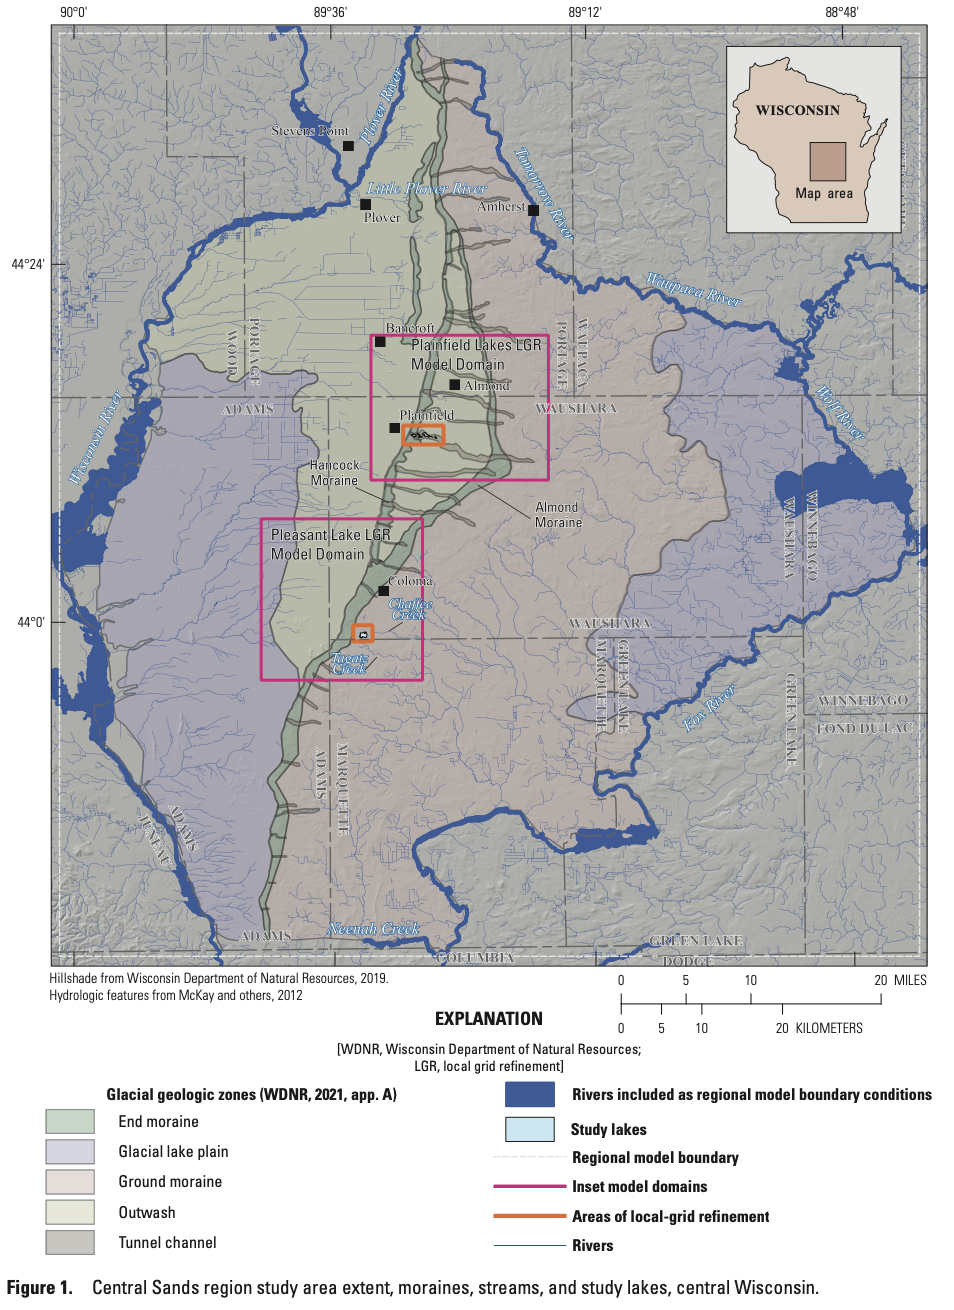 90°0'
89°36'
89°12'
88°48'
44°24'
44°0'
WISCONSIN
Map area
Plover River
Stevens Point
Little Plover River
Plover
Tomorrow River
Amherst
Waupaca River
Wolf River
Wisconsin River
WOOD
PORTAGE
PORTAGE
WAUPACA
Bancroft
Plainfield Lakes LGR
Model Domain
Almond
ADAMS
WAUSHARA
Plainfield
Hancock
Moraine
Almond
Moraine
WAUSHARA
WINNEBAGO
Pleasant Lake LGR
Model Domain
Coloma
Chaffee
Creek
Tagatz
Creek
WAUSHARA
MARQUETTE
GREEN LAKE
GREEN LAKE
WINNEBAGO
FOND DU LAC
Fox River
ADAMS
MARQUETTE
JUNEAU
ADAMS
Neenah Creek
ADAMS
COLUMBIA
GREEN LAKE
DODGE
Hillshade from Wisconsin Department of Natural Resources, 2019.
Hydrologic features from McKay and others, 2012
0 5 10 20 MILES
0 5 10 20 KILOMETERS
EXPLANATION
[WDNR, Wisconsin Department of Natural Resources;
LGR, local grid refinement]
Glacial geologic zones (WDNR, 2021, app. A)
End moraine
Glacial lake plain
Ground moraine
Outwash
Tunnel channel
Rivers included as regional model boundary conditions
Study lakes
Regional model boundary
Inset model domains
Areas of local-grid refinement
Rivers
Figure 1. Central Sands region study area extent, moraines, streams, and study lakes, central Wisconsin.